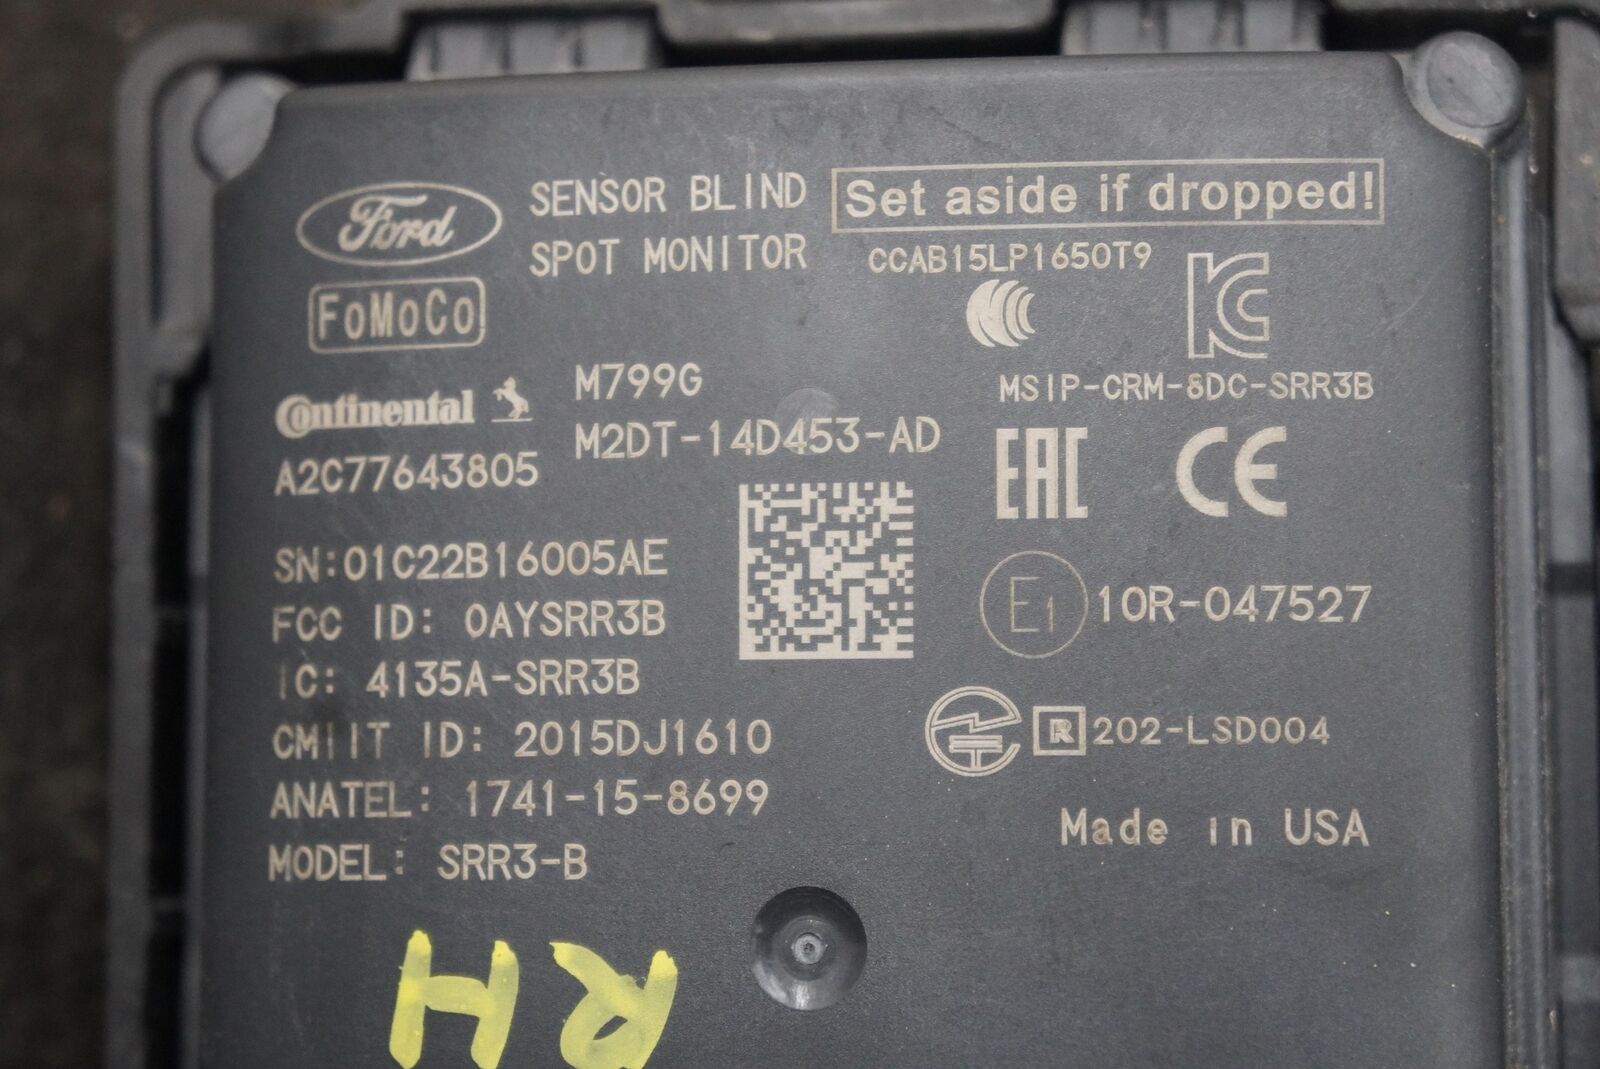 Ford
SENSOR BLIND
SPOT MONITOR
Set aside if dropped!
FoMoCo
CCAB15LP1650T9
Continental
M799G
M2DT-14D453-AD
MSIP-CRM-8DC-SRR3B
A2C77643805
EAC CE
SN:01C22B16005AE
E1 10R-047527
FCC ID: OAYSRR3B
IC: 4135A-SRR3B
CMIIT ID: 2015DJ1610
R 202-LSD004
ANATEL: 1741-15-8699
Made in USA
MODEL: SRR3-B
RH